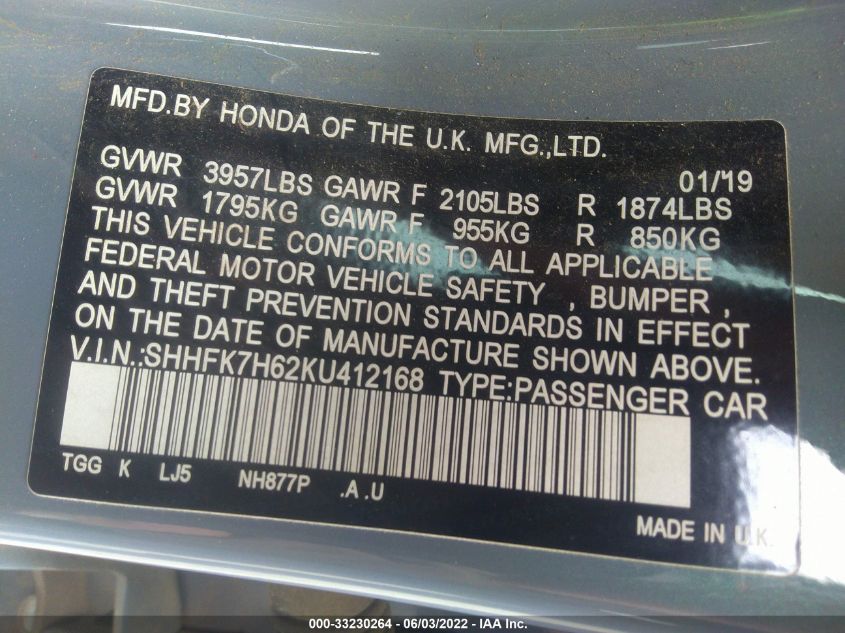 MFD.BY HONDA OF THE U.K. MFG.,LTD.
01/'19
GVWR 3957LBS GAWR F 2105LBS R 1874LBS
GVWR 1795KG GAWR F 955KG R 850KG
THIS VEHICLE CONFORMS TO ALL APPLICABLE
FEDERAL MOTOR VEHICLE SAFETY , BUMPER ,
AND THEFT PREVENTION STANDARDS IN EFFECT
ON THE DATE OF MANUFACTURE SHOWN ABOVE.
V.I.N.:SHHFK7H62KU412168 TYPE:PASSENGER CAR
TGG K LJ5 NH877P .A .U
MADE IN U.K.
000-33230264 - 06/03/2022 - IAA Inc.